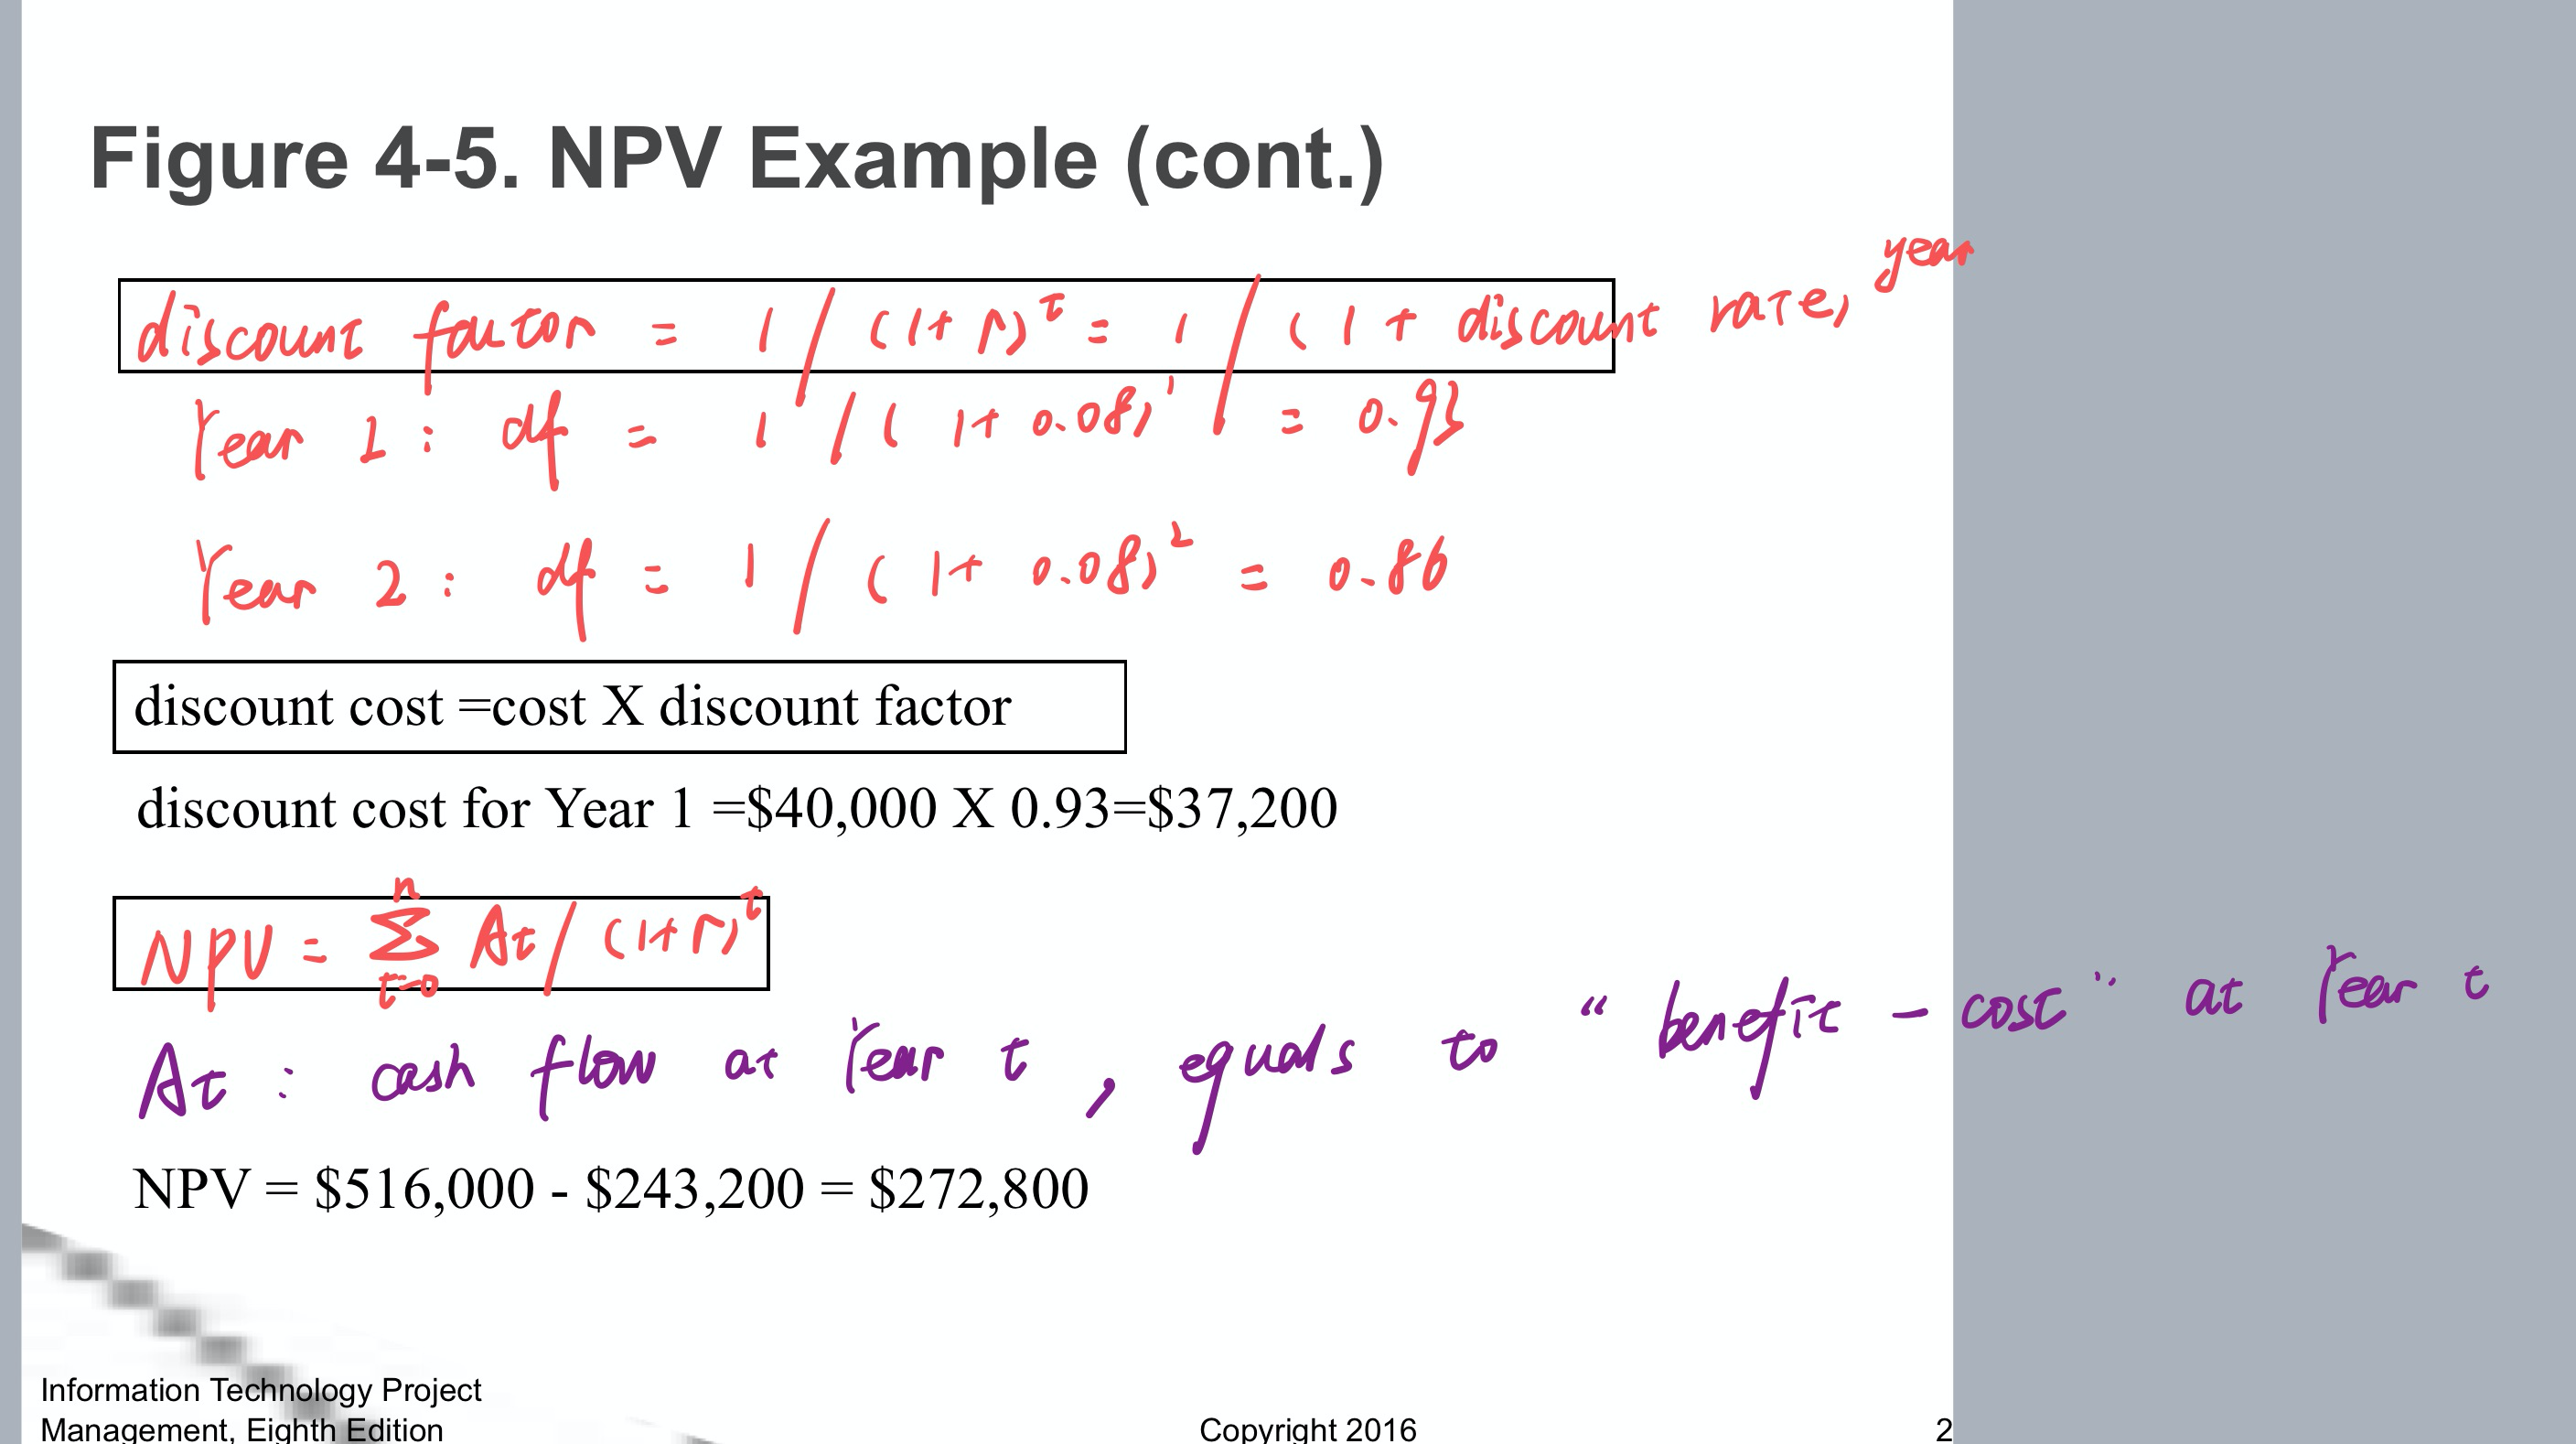 Figure 4-5. NPV Example (cont.)
discount factor = 1 / (1+r)^t = 1 / (1 + discount rate)^year
Year 1 : df = 1 / (1+0.08)^1 = 0.93
Year 2 : df = 1 / (1+0.08)^2 = 0.86
discount cost =cost X discount factor
discount cost for Year 1 =$40,000 X 0.93=$37,200
NPV = Σ_{t=0}^{n} At / (1+r)^t
At : cash flow at Year t , equals to “ benefit - cost ” at Year t
NPV = $516,000 - $243,200 = $272,800
Information Technology Project
Management, Eighth Edition
Copyright 2016
2